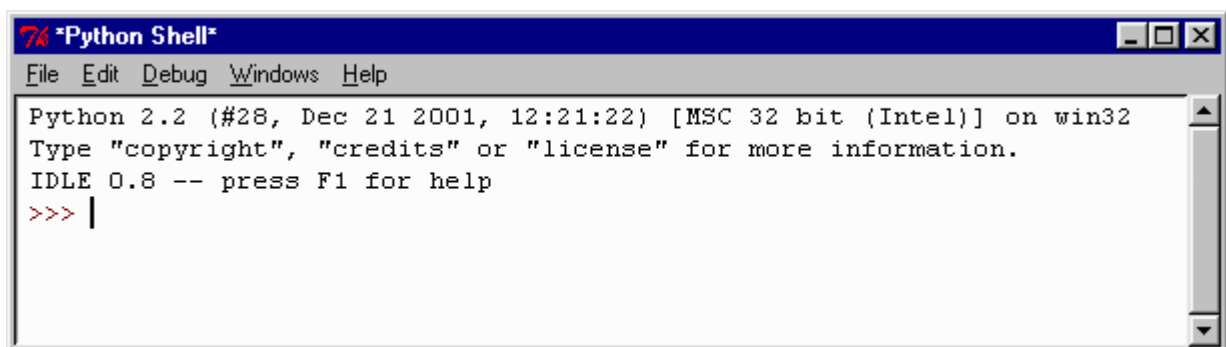 *Python Shell*
File Edit Debug Windows Help
Python 2.2 (#28, Dec 21 2001, 12:21:22) [MSC 32 bit (Intel)] on win32
Type "copyright", "credits" or "license" for more information.
IDLE 0.8 -- press F1 for help
>>>